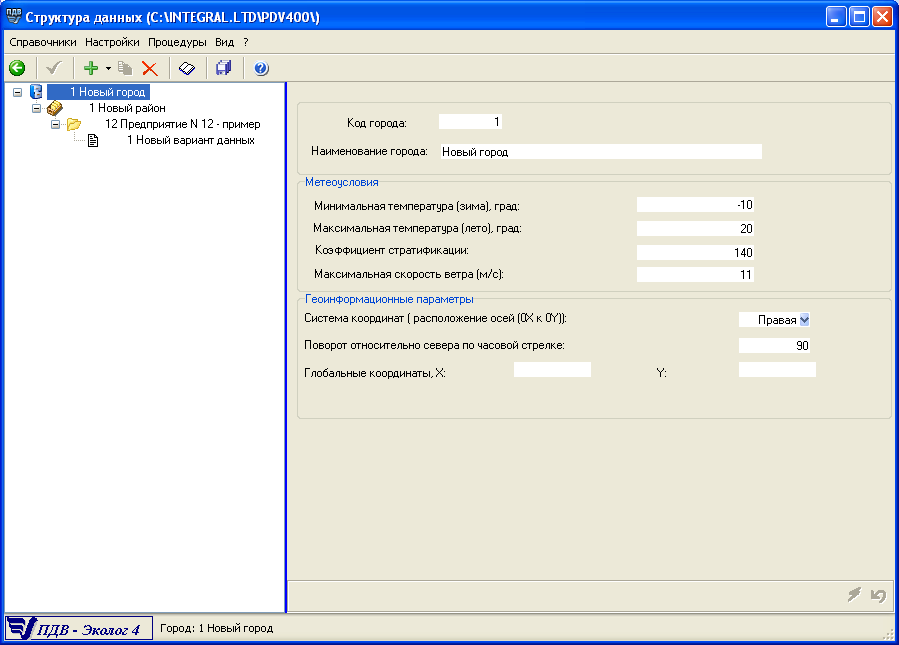 ПДВ Структура данных (C:\INTEGRAL.LTD\PDV400\)
Справочники Настройки Процедуры Вид ?
1 Новый город
1 Новый район
12 Предприятие N 12 - пример
1 Новый вариант данных
Код города: 1
Наименование города: Новый город
Метеоусловия
Минимальная температура (зима), град: -10
Максимальная температура (лето), град: 20
Коэффициент стратификации: 140
Максимальная скорость ветра (м/с): 11
Геоинформационные параметры
Система координат ( расположение осей (0X к 0Y)): Правая
Поворот относительно севера по часовой стрелке: 90
Глобальные координаты, X: Y:
ПДВ - Эколог 4 Город: 1 Новый город